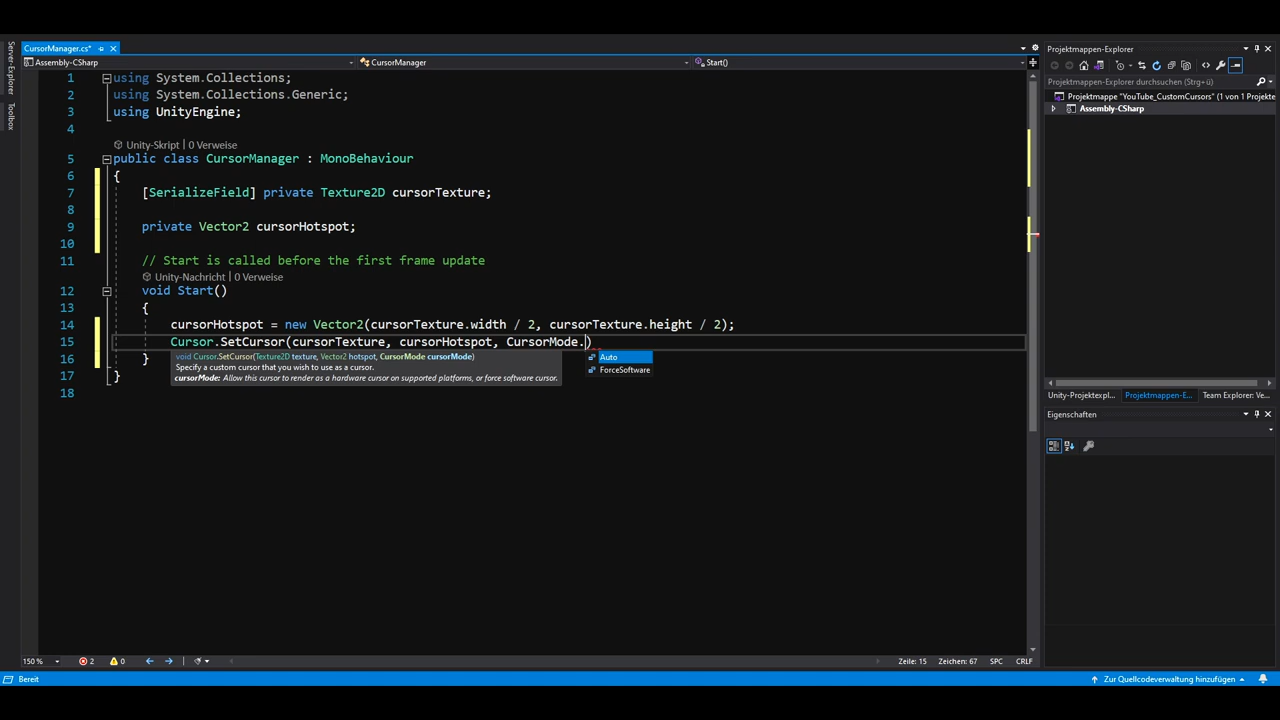 CursorManager.cs*
Assembly-CSharp
CursorManager
Start()
Server-Explorer
Toolbox
1 using System.Collections;
2 using System.Collections.Generic;
3 using UnityEngine;
4
Unity-Skript | 0 Verweise
5 public class CursorManager : MonoBehaviour
6 {
7 [SerializeField] private Texture2D cursorTexture;
8
9 private Vector2 cursorHotspot;
10
11 // Start is called before the first frame update
Unity-Nachricht | 0 Verweise
12 void Start()
13 {
14 cursorHotspot = new Vector2(cursorTexture.width / 2, cursorTexture.height / 2);
15 Cursor.SetCursor(cursorTexture, cursorHotspot, CursorMode.)
void Cursor.SetCursor(Texture2D texture, Vector2 hotspot, CursorMode cursorMode)
Specify a custom cursor that you wish to use as a cursor.
cursorMode: Allow this cursor to render as a hardware cursor on supported platforms, or force software cursor.
Auto
ForceSoftware
16 }
17 }
18
Projektmappen-Explorer
Projektmappen-Explorer durchsuchen (Strg+ü)
Projektmappe "YouTube_CustomCursors" (1 von 1 Projekte
Assembly-CSharp
Unity-Projektexpl... Projektmappen-E... Team Explorer: Ve...
Eigenschaften
150 % 2 0 Zeile: 15 Zeichen: 67 SPC CRLF
Bereit Zur Quellcodeverwaltung hinzufügen